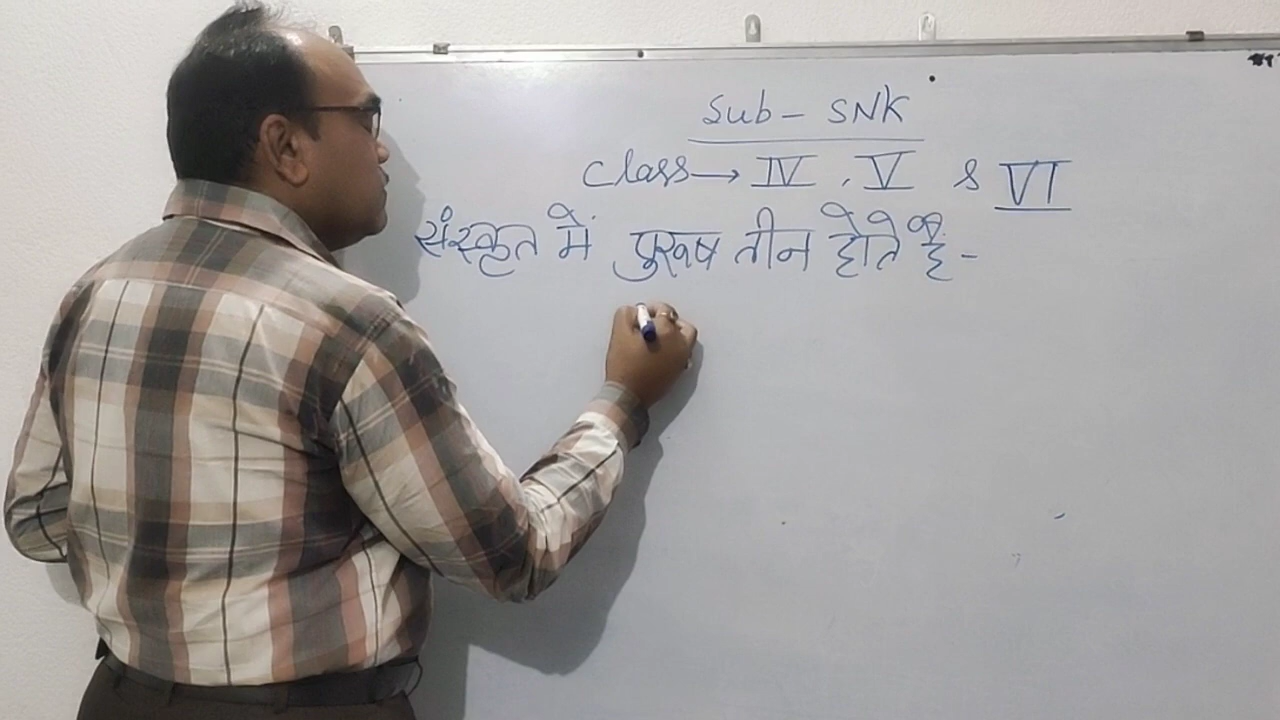 Sub - SNK
Class → IV, V & VI
संस्कृत में पुरूष तीन होते हैं -